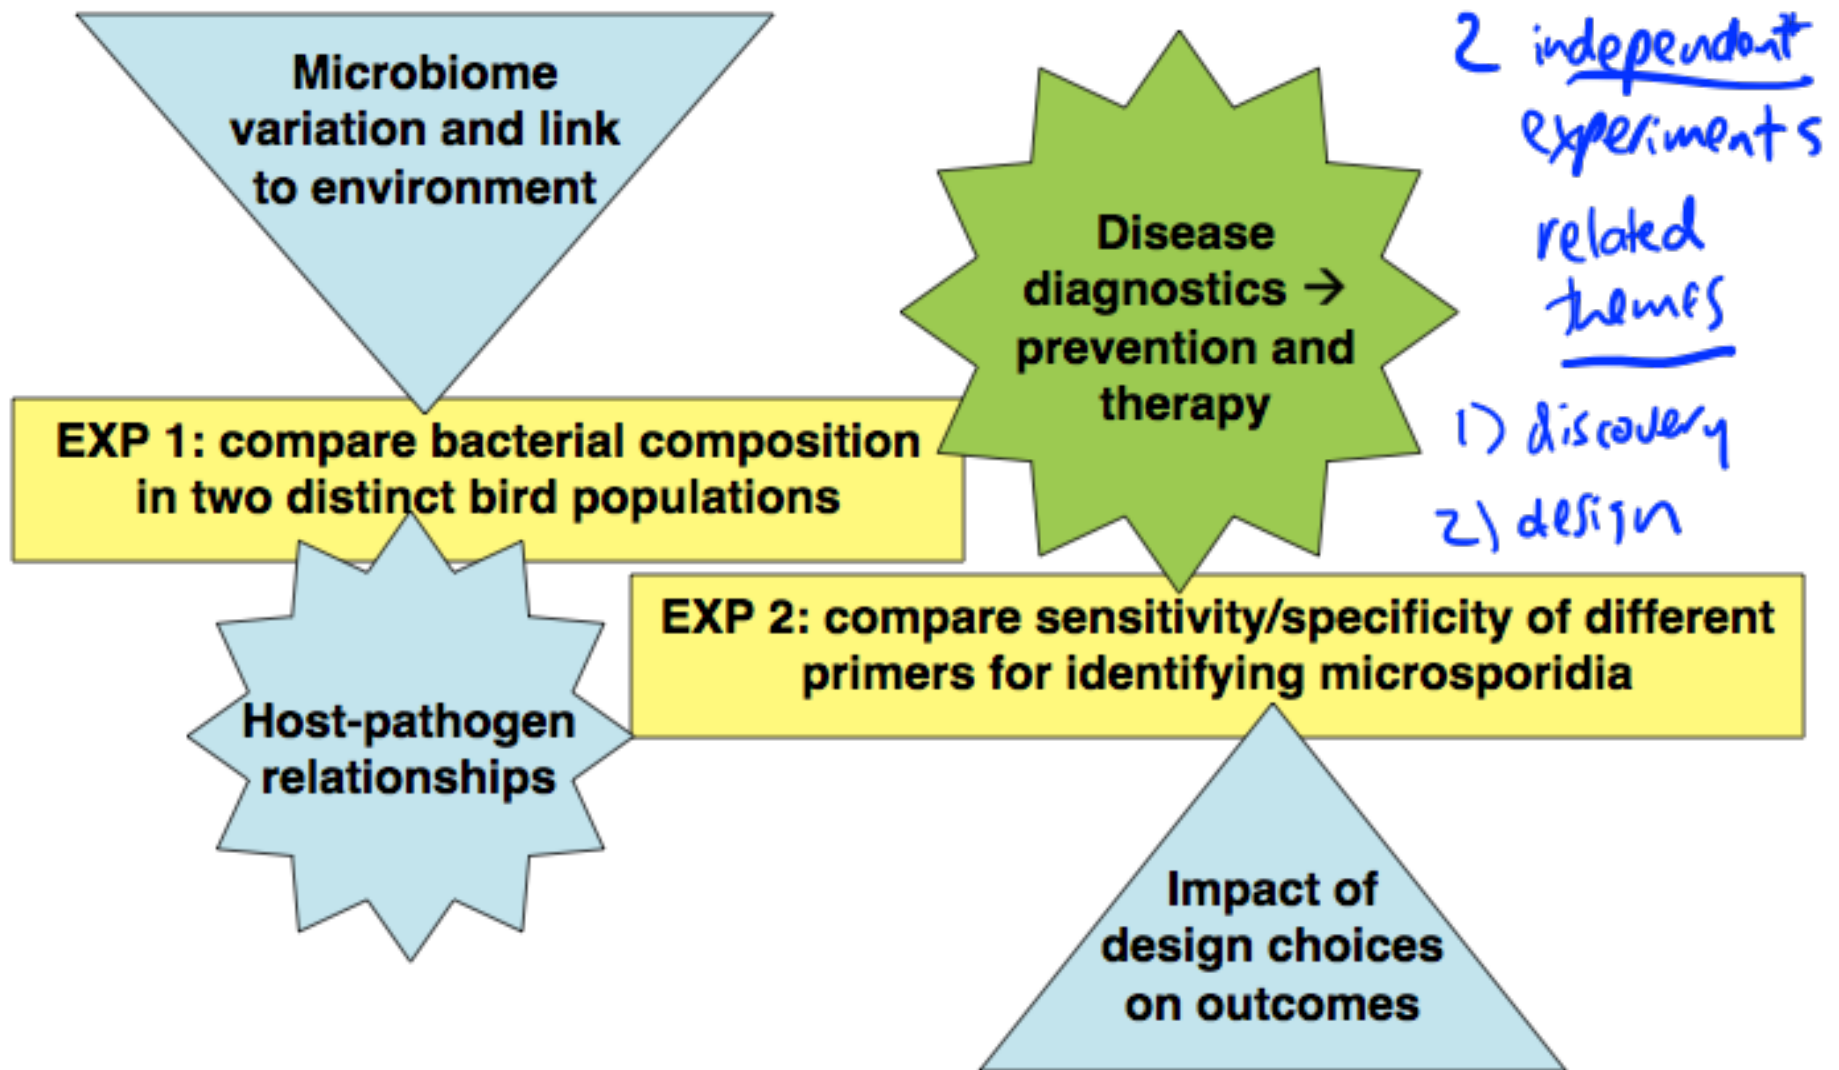 Microbiome
variation and link
to environment
EXP 1: compare bacterial composition
in two distinct bird populations
Host-pathogen
relationships
Disease
diagnostics →
prevention and
therapy
EXP 2: compare sensitivity/specificity of different
primers for identifying microsporidia
Impact of
design choices
on outcomes
2 independant
experiments
related
themes
1) discovery
2) design